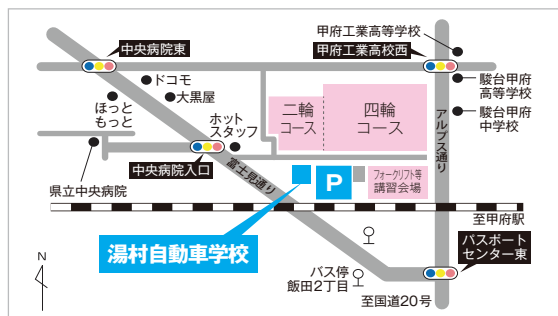 甲府工業高等学校
中央病院東
甲府工業高校西
ドコモ
大黒屋
ほっと
もっと
ホット
スタッフ
二輪
コース
四輪
コース
駿台甲府
高等学校
駿台甲府
中学校
アルプス通り
中央病院入口
県立中央病院
富士見通り
P
フォークリフト等
講習会場
至甲府駅
湯村自動車学校
パスポート
センター東
N
バス停
飯田2丁目
至国道20号